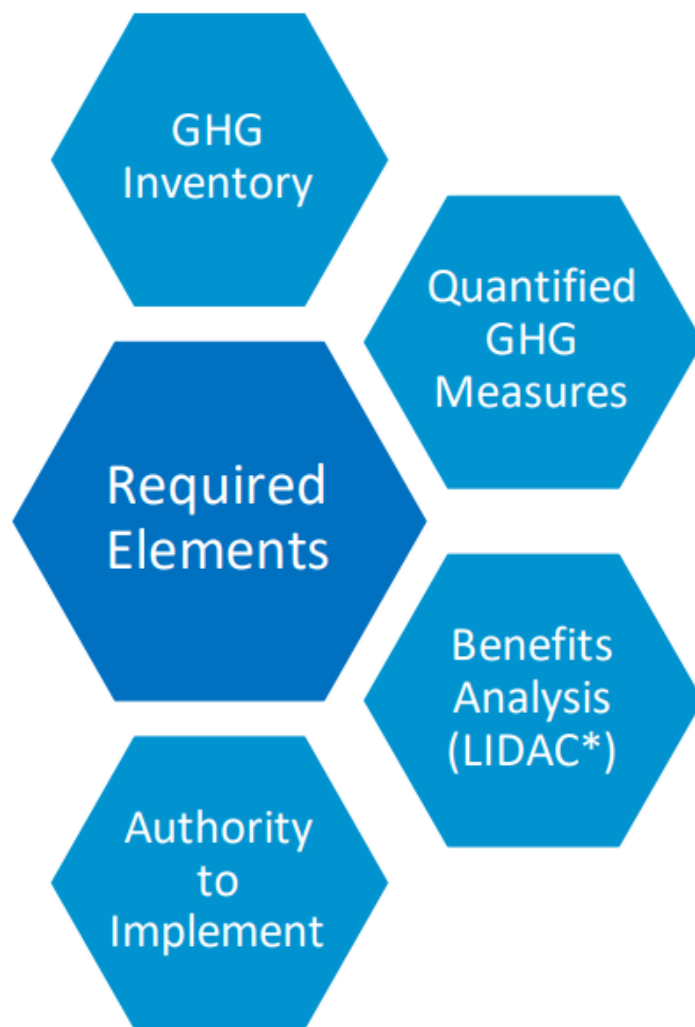 GHG
Inventory
Quantified
GHG
Measures
Required
Elements
Benefits
Analysis
(LIDAC*)
Authority
to
Implement